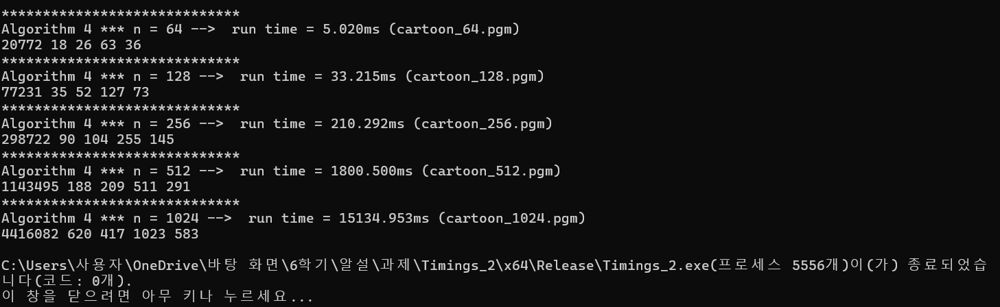 *****************************
Algorithm 4 *** n = 64 -->  run time = 5.020ms (cartoon_64.pgm)
20772 18 26 63 36
*****************************
Algorithm 4 *** n = 128 -->  run time = 33.215ms (cartoon_128.pgm)
77231 35 52 127 73
*****************************
Algorithm 4 *** n = 256 -->  run time = 210.292ms (cartoon_256.pgm)
298722 90 104 255 145
*****************************
Algorithm 4 *** n = 512 -->  run time = 1800.500ms (cartoon_512.pgm)
1143495 188 209 511 291
*****************************
Algorithm 4 *** n = 1024 -->  run time = 15134.953ms (cartoon_1024.pgm)
4416082 620 417 1023 583
C:\Users\사용자\OneDrive\바탕 화면\6학기\알설\과제\Timings_2\x64\Release\Timings_2.exe(프로세스 5556개)이(가) 종료되었습
니다(코드: 0개).
이 창을 닫으려면 아무 키나 누르세요...